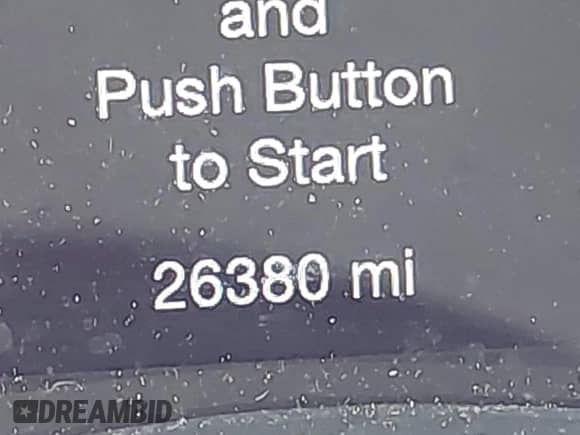 and
Push Button
to Start
26380 mi
DREAMBID